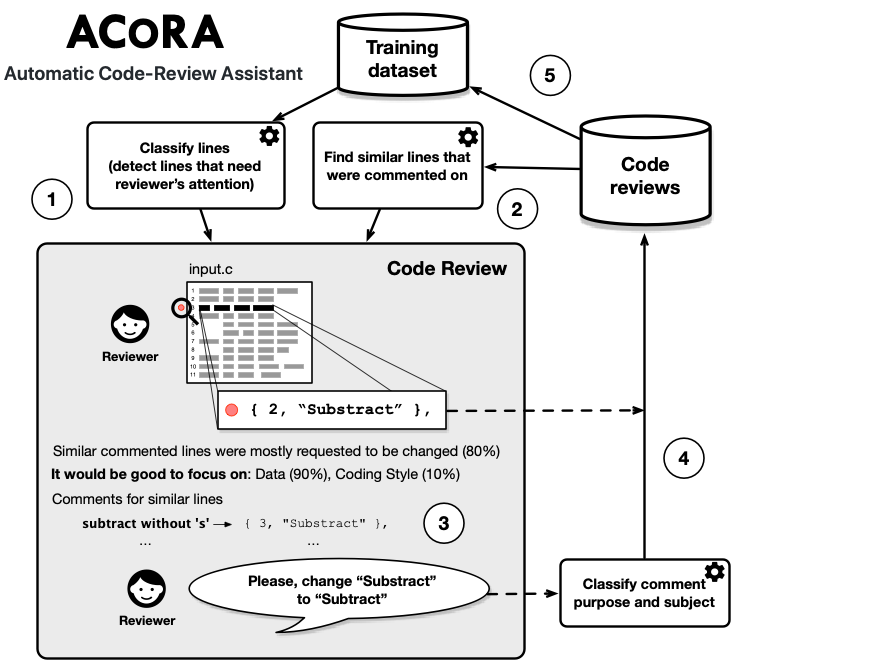 ACoRA
Automatic Code-Review Assistant
Training
dataset
5
Classify lines
(detect lines that need
reviewer's attention)
Find similar lines that
were commented on
Code
reviews
1
2
input.c
Code Review
1
2
3
4
5
6
7
8
9
10
11
Reviewer
{ 2, “Substract” },
Similar commented lines were mostly requested to be changed (80%)
It would be good to focus on: Data (90%), Coding Style (10%)
Comments for similar lines
subtract without 's' { 3, "Substract" },
... ...
3
4
Please, change “Substract”
to “Subtract”
Reviewer
Classify comment
purpose and subject